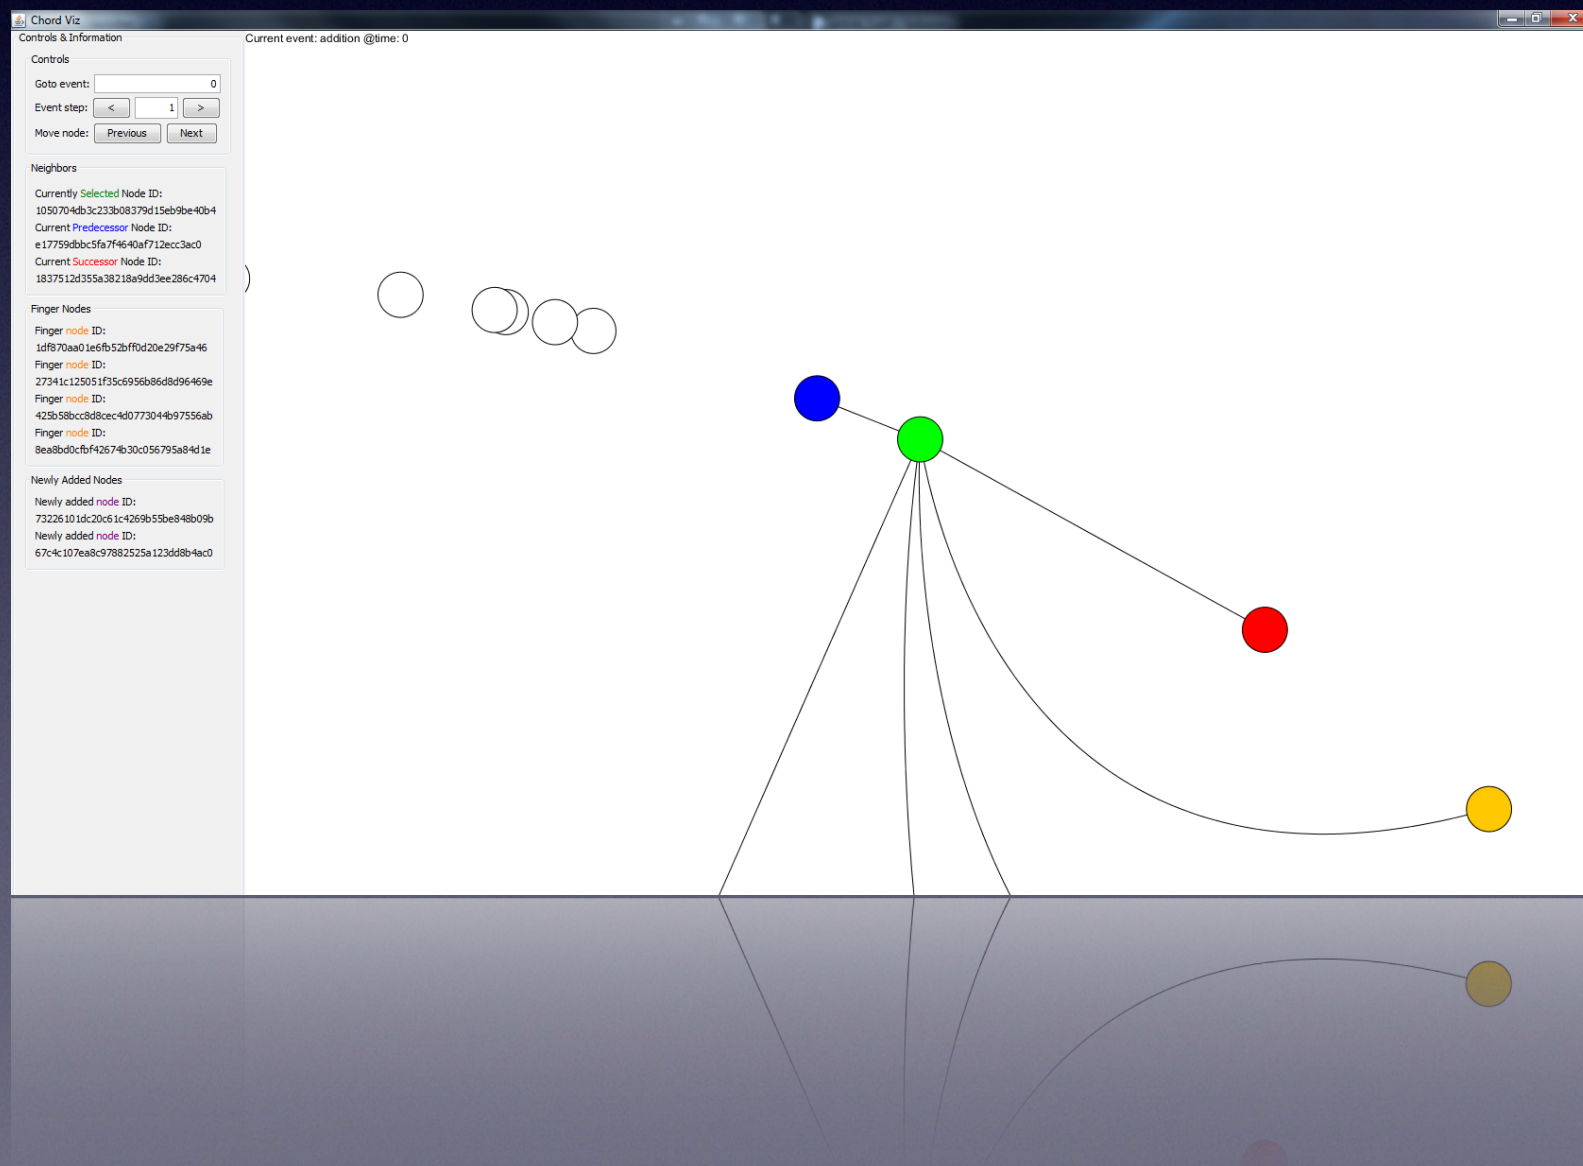 Chord Viz
Controls & Information
Current event: addition @time: 0
Controls
Goto event: 0
Event step: < 1 >
Move node: Previous Next
Neighbors
Currently Selected Node ID:
1050704db3c233b08379d15eb9be40b4
Current Predecessor Node ID:
e17759dbbc5fa7f4640af712ecc3ac0
Current Successor Node ID:
1837512d355a38218a9dd3ee286c4704
Finger Nodes
Finger node ID:
1df870aa01e6fb52bff0d20e29f75a46
Finger node ID:
27341c125051f35c6956b86d8d96469e
Finger node ID:
425b58bcc8d8cec4d0773044b97556ab
Finger node ID:
8ea8bd0cfbf42674b30c056795a84d1e
Newly Added Nodes
Newly added node ID:
73226101dc20c61c4269b55be848b09b
Newly added node ID:
67c4c107ea8c97882525a123dd8b4ac0